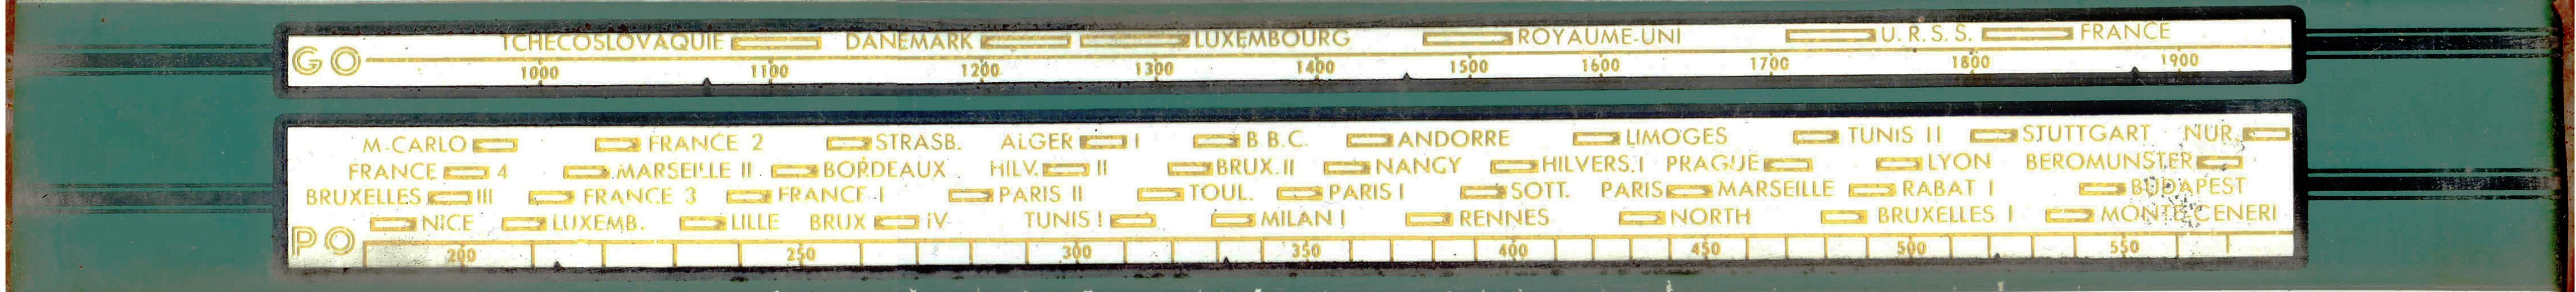 TCHECOSLOVAQUIE DANEMARK LUXEMBOURG ROYAUME-UNI U.R.S.S. FRANCE
GO
1000 1100 1200 1300 1400 1500 1600 1700 1800 1900
M-CARLO FRANCE 2 STRASB. ALGER I B B.C. ANDORRE LIMOGES TUNIS II STUTTGART NUR.
FRANCE 4 MARSEILLE II BORDEAUX HILV. II BRUX.II NANCY HILVERS.I PRAGUE LYON BEROMUNSTER
BRUXELLES III FRANCE 3 FRANCE I PARIS II TOUL. PARIS I SOTT. PARIS MARSEILLE RABAT I BUDAPEST
NICE LUXEMB. LILLE BRUX IV TUNIS I MILAN I RENNES NORTH BRUXELLES I MONTE CENERI
PO
200 250 300 350 400 450 500 550